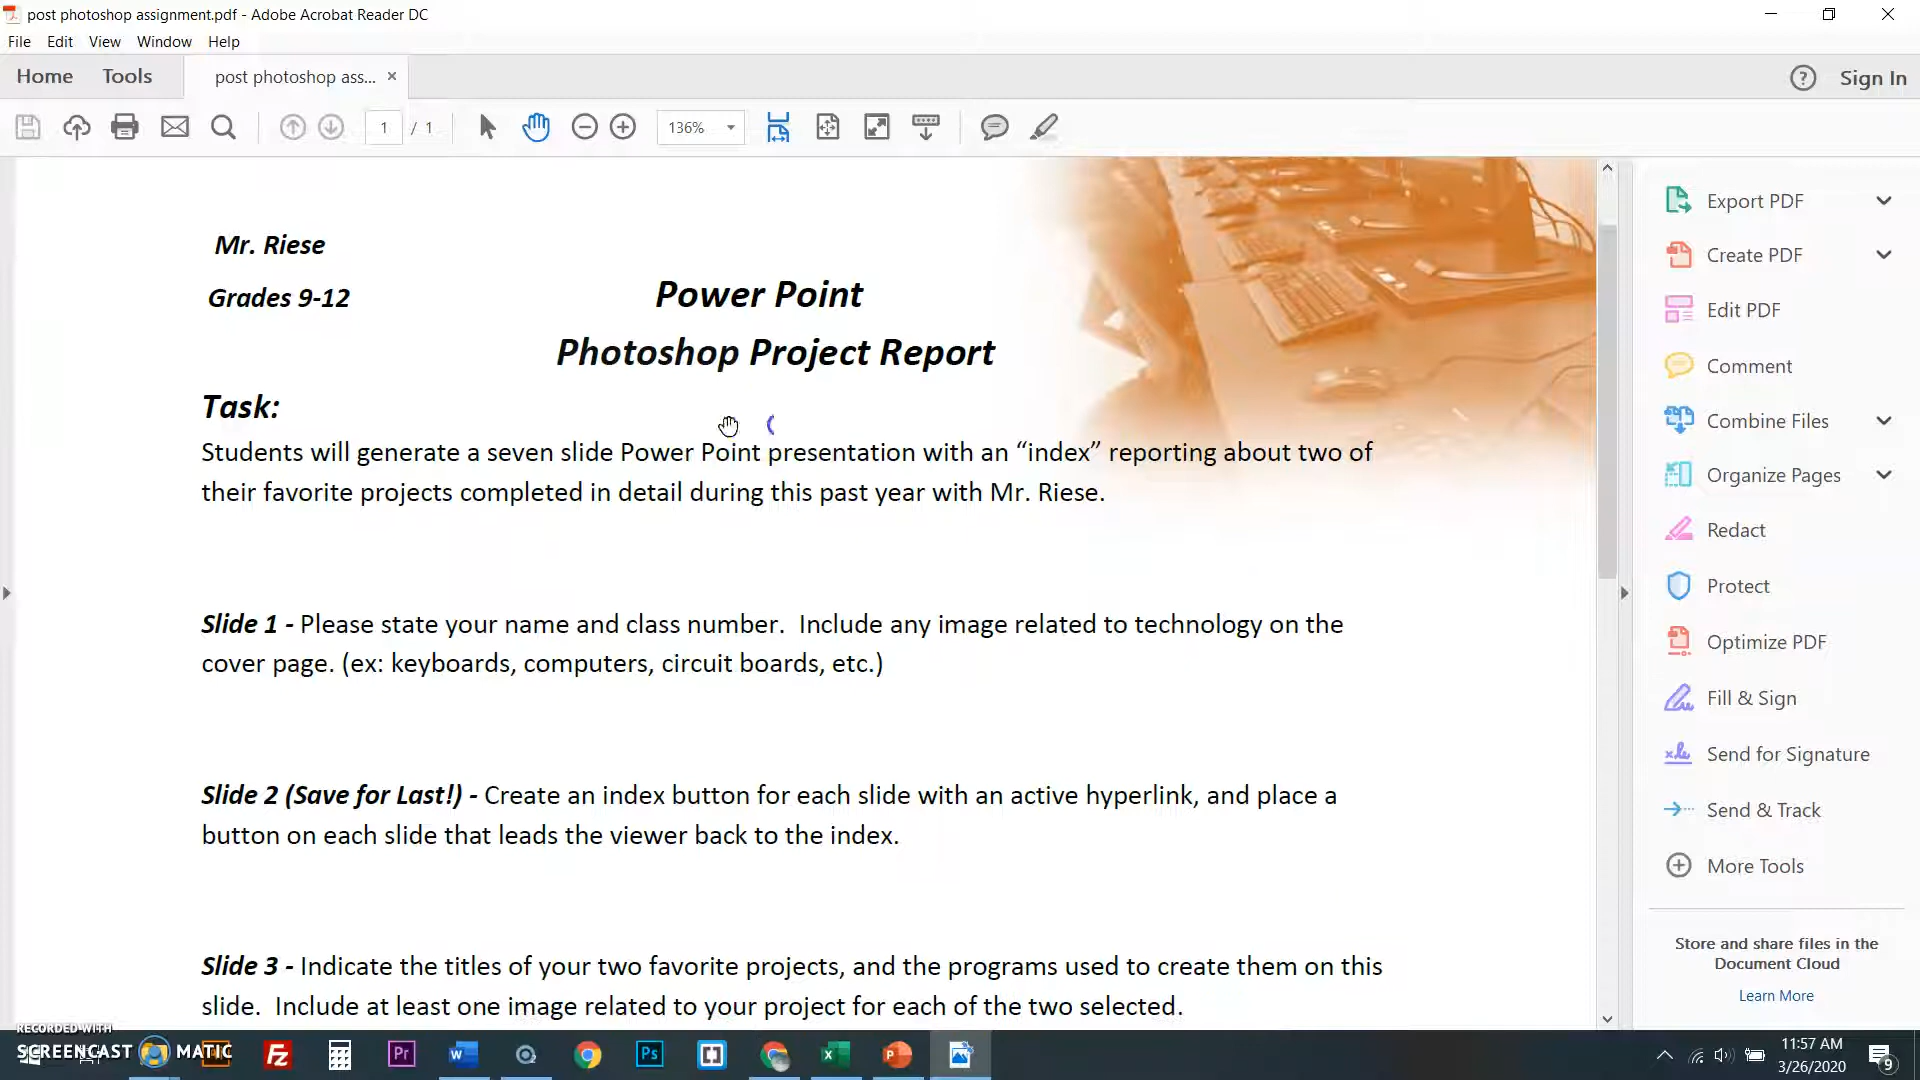 post photoshop assignment.pdf - Adobe Acrobat Reader DC
File Edit View Window Help
Home Tools post photoshop ass... × Sign In
1 / 1 136%
Mr. Riese
Grades 9-12
Power Point
Photoshop Project Report
Task:
Students will generate a seven slide Power Point presentation with an “index” reporting about two of
their favorite projects completed in detail during this past year with Mr. Riese.
Slide 1 - Please state your name and class number. Include any image related to technology on the
cover page. (ex: keyboards, computers, circuit boards, etc.)
Slide 2 (Save for Last!) - Create an index button for each slide with an active hyperlink, and place a
button on each slide that leads the viewer back to the index.
Slide 3 - Indicate the titles of your two favorite projects, and the programs used to create them on this
slide. Include at least one image related to your project for each of the two selected.
Export PDF
Create PDF
Edit PDF
Comment
Combine Files
Organize Pages
Redact
Protect
Optimize PDF
Fill & Sign
Send for Signature
Send & Track
More Tools
Store and share files in the
Document Cloud
Learn More
RECORDED WITH
SCREENCAST MATIC
Fz Pr W Ps X P
11:57 AM
3/26/2020
9